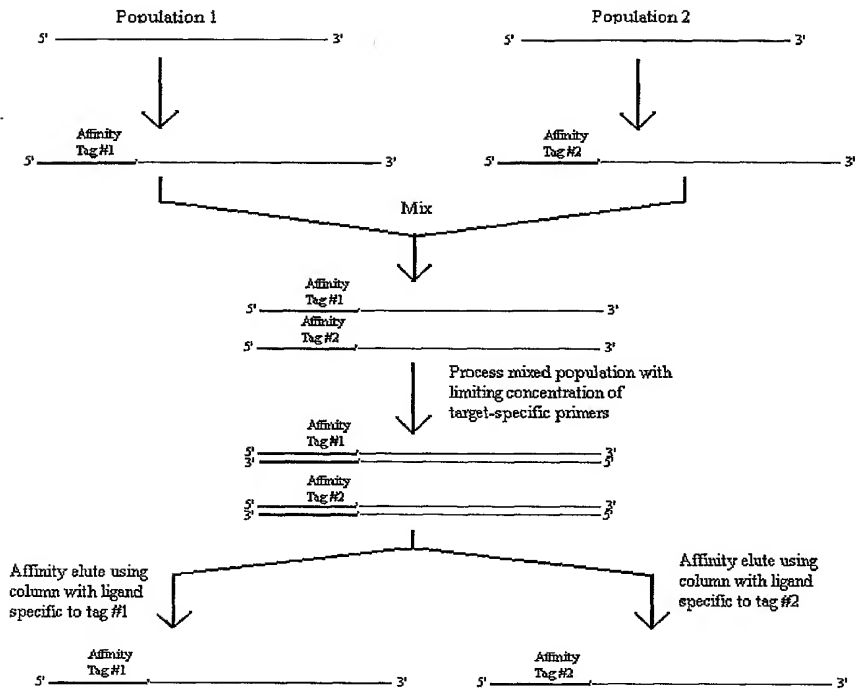 Population 1 Population 2
5' 3' 5' 3'
Affinity
Tag #1
Affinity
Tag #2
5' 3' 5' 3'
Mix
Affinity
Tag #1
5' 3'
Affinity
Tag #2
5' 3'
Process mixed population with
limiting concentration of
target-specific primers
Affinity
Tag #1
5' 3'
3' 5'
Affinity
Tag #2
5' 3'
3' 5'
Affinity elute using
column with ligand
specific to tag #1
Affinity elute using
column with ligand
specific to tag #2
Affinity
Tag #1
5' 3'
Affinity
Tag #2
5' 3'